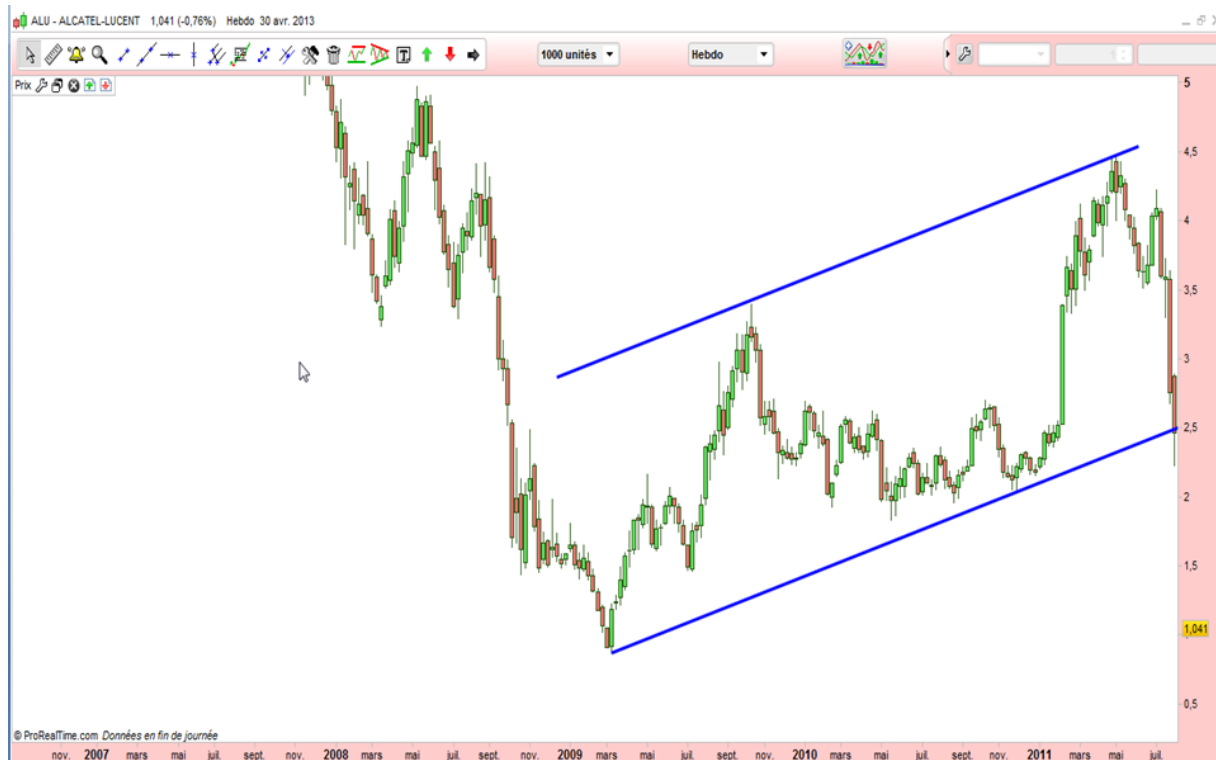 ALU - ALCATEL-LUCENT 1,041 (-0,76%) Hebdo 30 avr. 2013
1000 unités Hebdo
Prix
5
4,5
4
3,5
3
2,5
2
1,5
1,041
0,5
© ProRealTime.com Données en fin de journée
nov. 2007 mars mai juil. sept. nov. 2008 mars mai juil. sept. nov. 2009 mars mai juil. sept. nov. 2010 mars mai juil. sept. nov. 2011 mars mai juil.